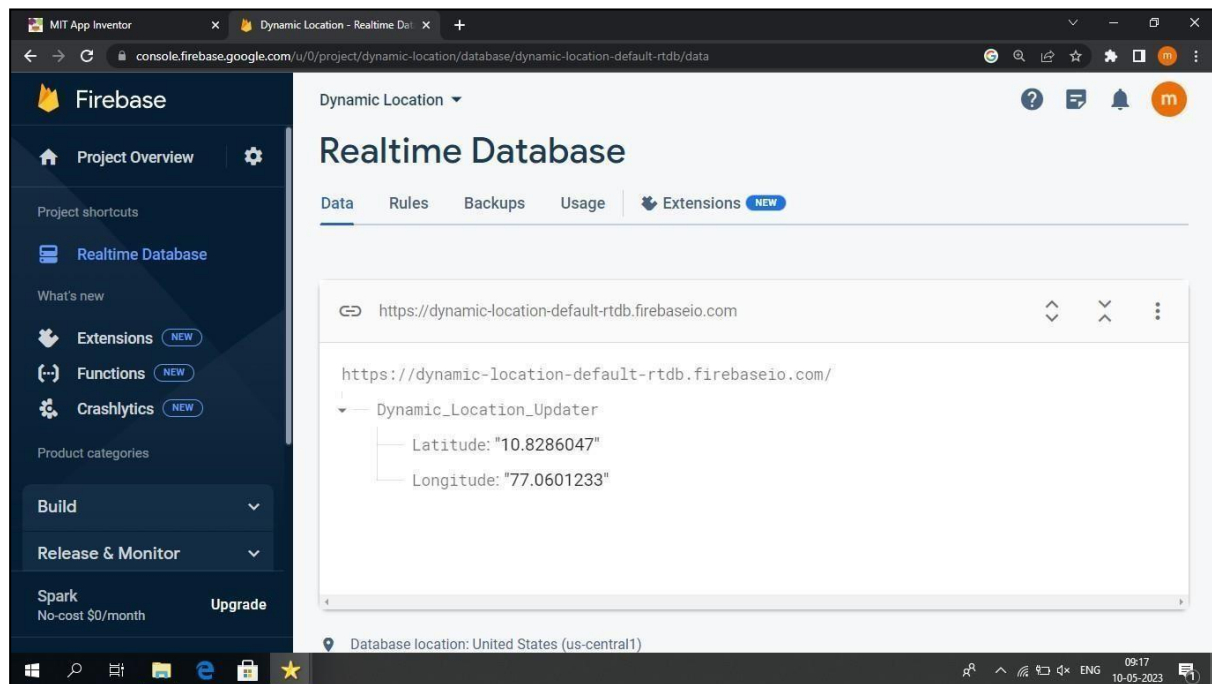 MIT App Inventor
Dynamic Location - Realtime Dat
console.firebase.google.com/u/0/project/dynamic-location/database/dynamic-location-default-rtdb/data
m
Firebase
Project Overview
Project shortcuts
Realtime Database
What's new
Extensions NEW
Functions NEW
Crashlytics NEW
Product categories
Build
Release & Monitor
Spark
No-cost $0/month
Upgrade
Dynamic Location
m
Realtime Database
Data Rules Backups Usage Extensions NEW
https://dynamic-location-default-rtdb.firebaseio.com
https://dynamic-location-default-rtdb.firebaseio.com/
Dynamic_Location_Updater
Latitude: "10.8286047"
Longitude: "77.0601233"
Database location: United States (us-central1)
ENG
09:17
10-05-2023